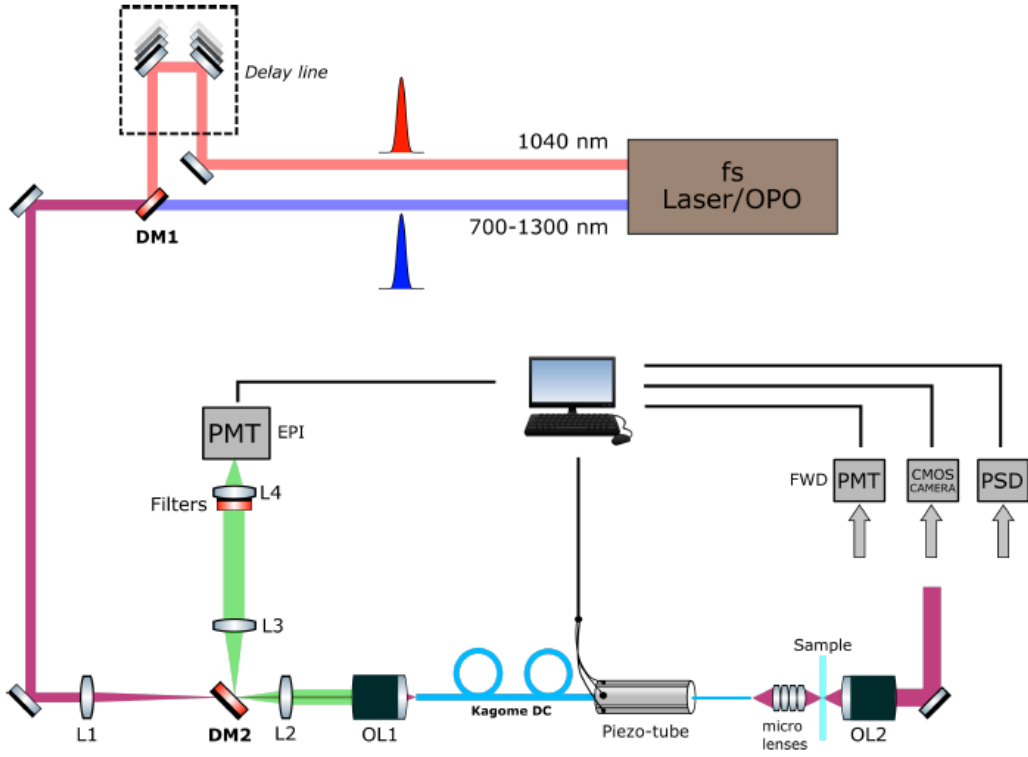 Delay line
1040 nm
fs
Laser/OPO
DM1
700-1300 nm
PMT
EPI
L4
Filters
FWD
PMT
CMOS
CAMERA
PSD
L3
Sample
L1
DM2
L2
OL1
Kagome DC
Piezo-tube
micro
lenses
OL2